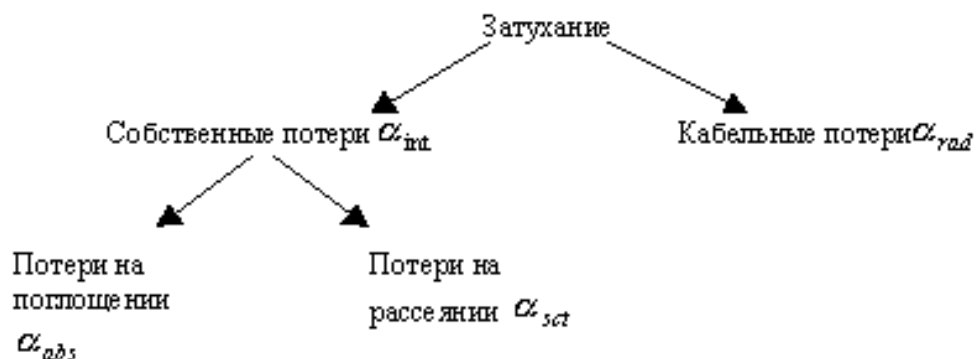 Затухание
Собственные потери α_int.
Кабельные потери α_rad
Потери на
поглощении
α_abs
Потери на
рассеянии α_sct